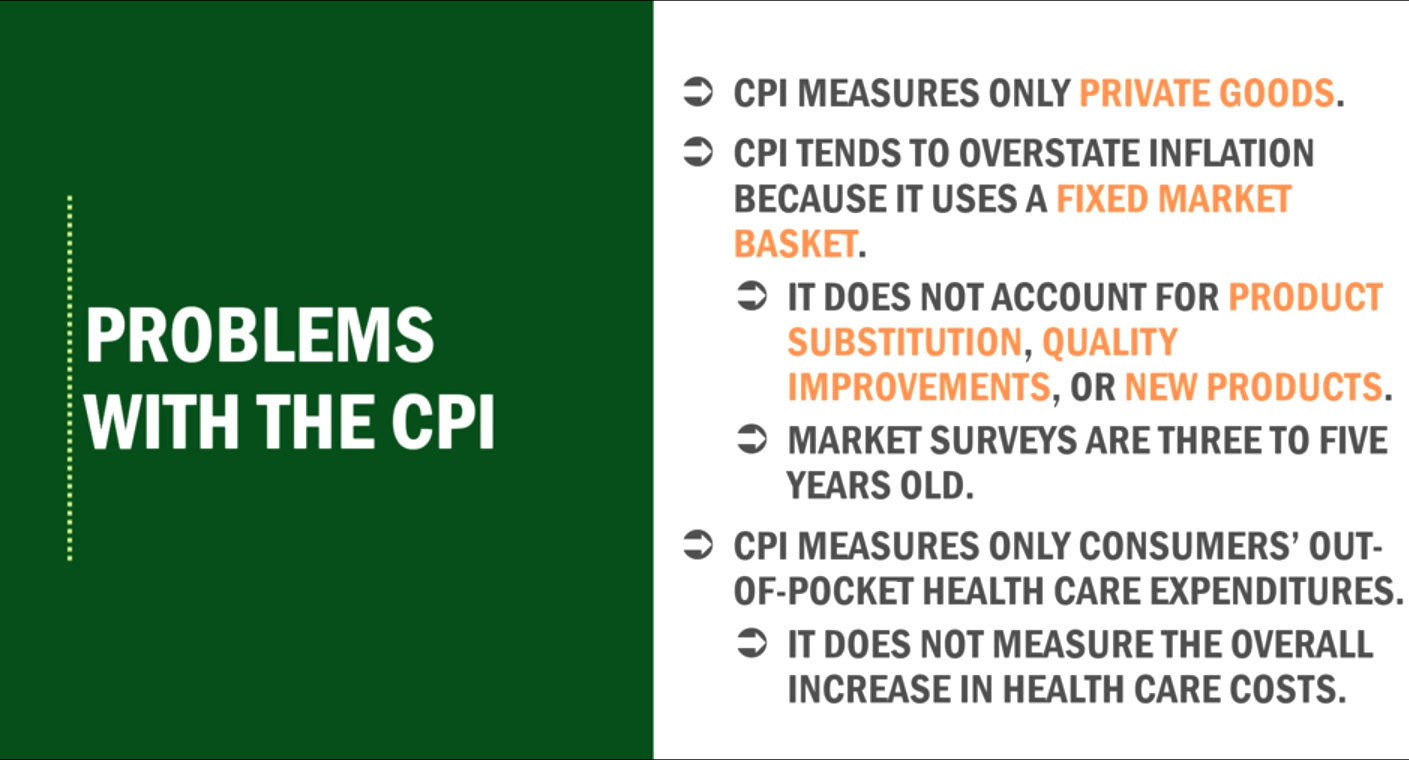 PROBLEMS
WITH THE CPI
➲ CPI MEASURES ONLY PRIVATE GOODS.
➲ CPI TENDS TO OVERSTATE INFLATION
BECAUSE IT USES A FIXED MARKET
BASKET.
➲ IT DOES NOT ACCOUNT FOR PRODUCT
SUBSTITUTION, QUALITY
IMPROVEMENTS, OR NEW PRODUCTS.
➲ MARKET SURVEYS ARE THREE TO FIVE
YEARS OLD.
➲ CPI MEASURES ONLY CONSUMERS’ OUT-
OF-POCKET HEALTH CARE EXPENDITURES.
➲ IT DOES NOT MEASURE THE OVERALL
INCREASE IN HEALTH CARE COSTS.